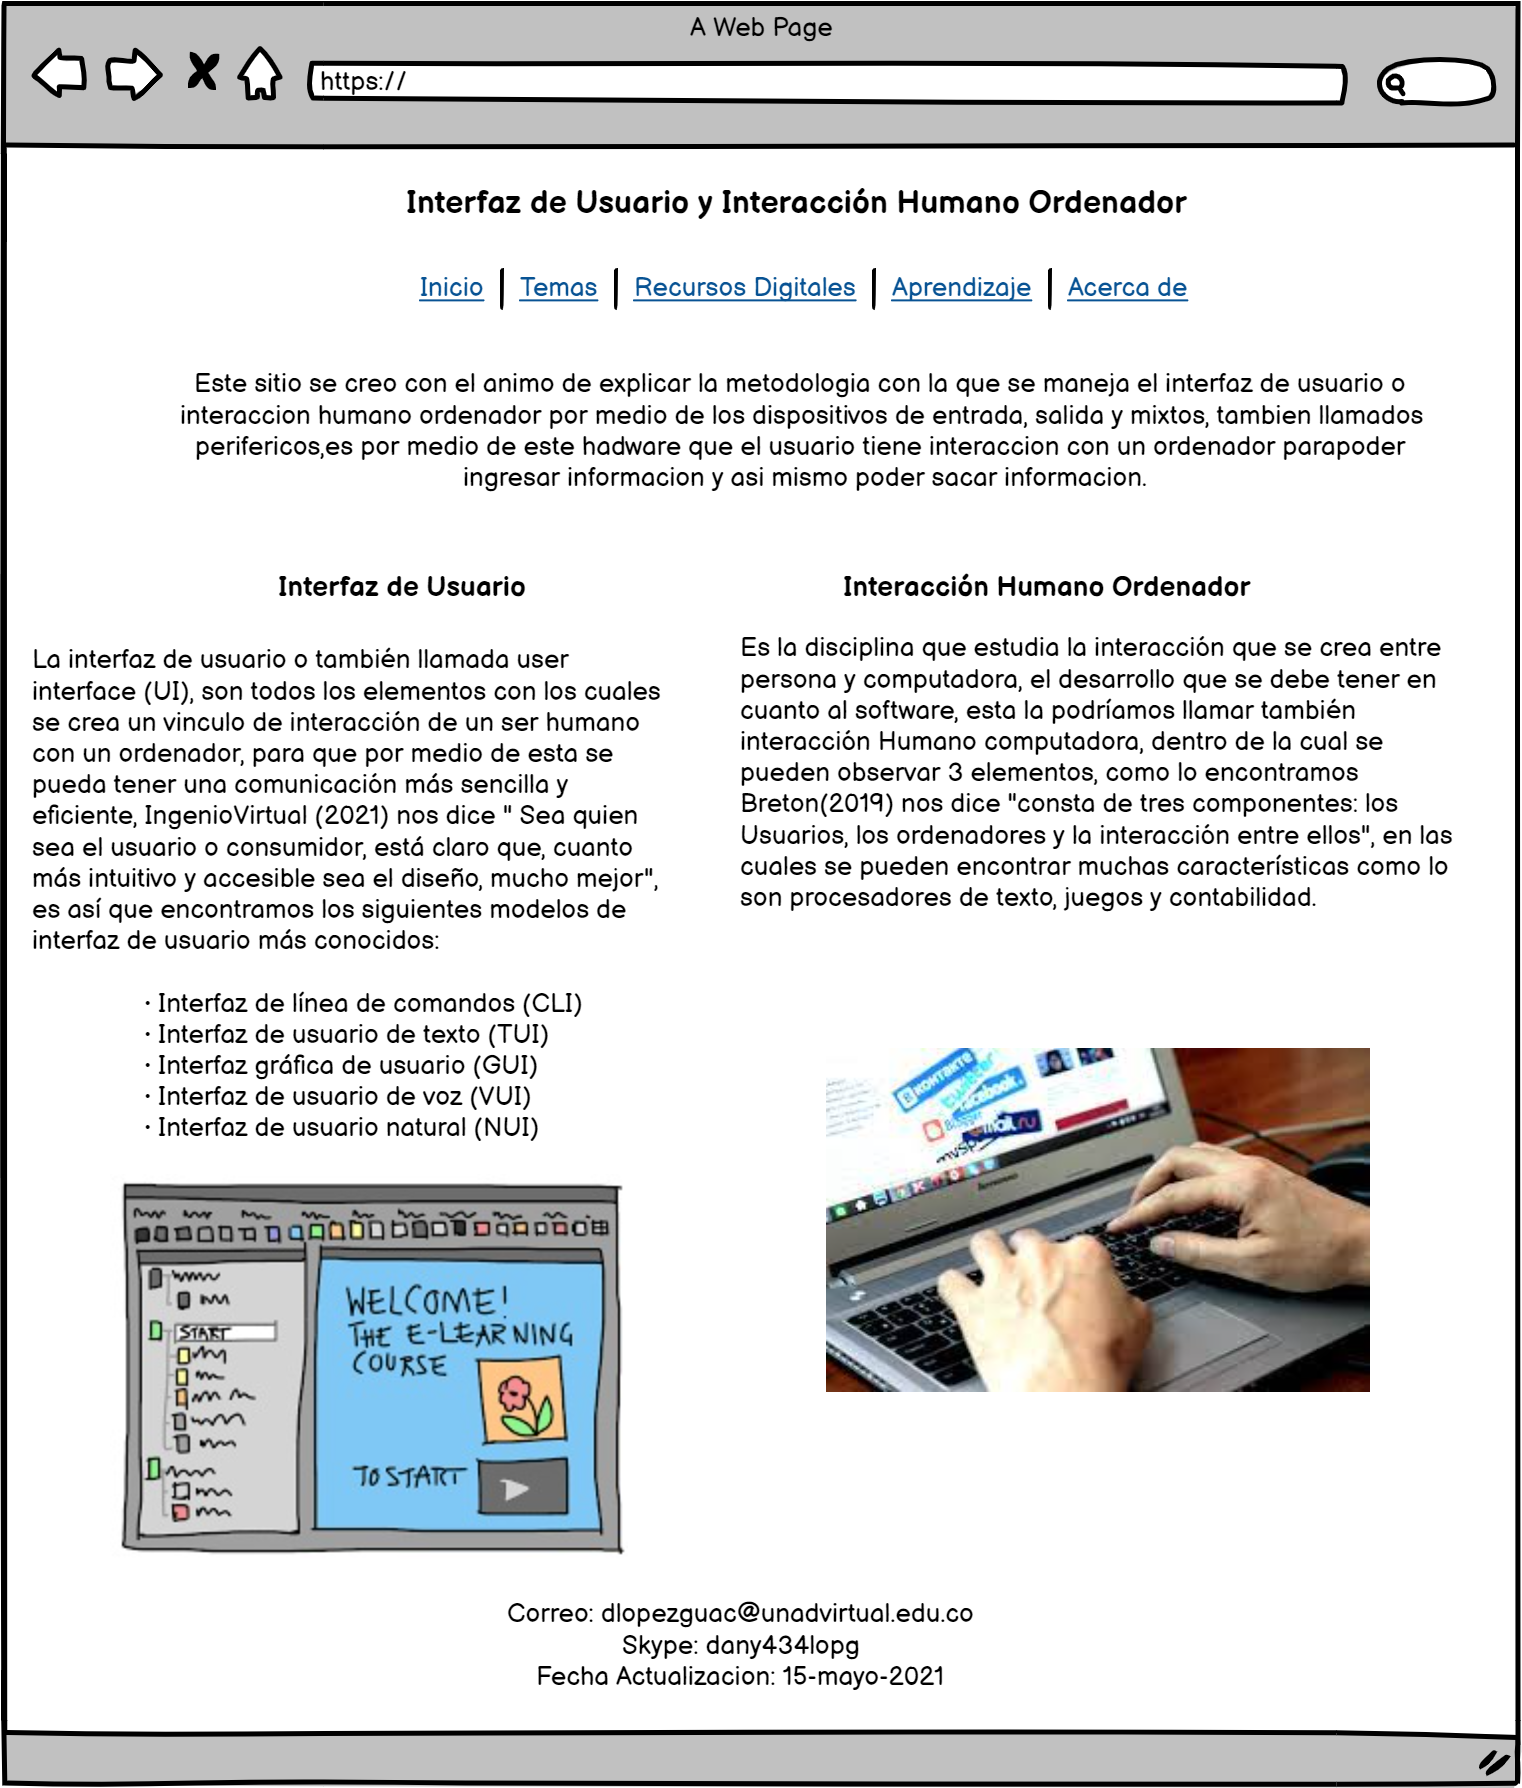 A Web Page
https://
Interfaz de Usuario y Interacción Humano Ordenador
Inicio | Temas | Recursos Digitales | Aprendizaje | Acerca de
Este sitio se creo con el animo de explicar la metodologia con la que se maneja el interfaz de usuario o
interaccion humano ordenador por medio de los dispositivos de entrada, salida y mixtos, tambien llamados
perifericos,es por medio de este hadware que el usuario tiene interaccion con un ordenador parapoder
ingresar informacion y asi mismo poder sacar informacion.
Interfaz de Usuario
La interfaz de usuario o también llamada user
interface (UI), son todos los elementos con los cuales
se crea un vinculo de interacción de un ser humano
con un ordenador, para que por medio de esta se
pueda tener una comunicación más sencilla y
eficiente, IngenioVirtual (2021) nos dice " Sea quien
sea el usuario o consumidor, está claro que, cuanto
más intuitivo y accesible sea el diseño, mucho mejor",
es así que encontramos los siguientes modelos de
interfaz de usuario más conocidos:
· Interfaz de línea de comandos (CLI)
· Interfaz de usuario de texto (TUI)
· Interfaz gráfica de usuario (GUI)
· Interfaz de usuario de voz (VUI)
· Interfaz de usuario natural (NUI)
START
WELCOME!
THE E-LEARNING
COURSE
TO START
Interacción Humano Ordenador
Es la disciplina que estudia la interacción que se crea entre
persona y computadora, el desarrollo que se debe tener en
cuanto al software, esta la podríamos llamar también
interacción Humano computadora, dentro de la cual se
pueden observar 3 elementos, como lo encontramos
Breton(2019) nos dice "consta de tres componentes: los
Usuarios, los ordenadores y la interacción entre ellos", en las
cuales se pueden encontrar muchas características como lo
son procesadores de texto, juegos y contabilidad.
В КОНТАКТЕ
twitter
facebook.
@mail.ru
lenovo
Correo: dlopezguac@unadvirtual.edu.co
Skype: dany434lopg
Fecha Actualizacion: 15-mayo-2021